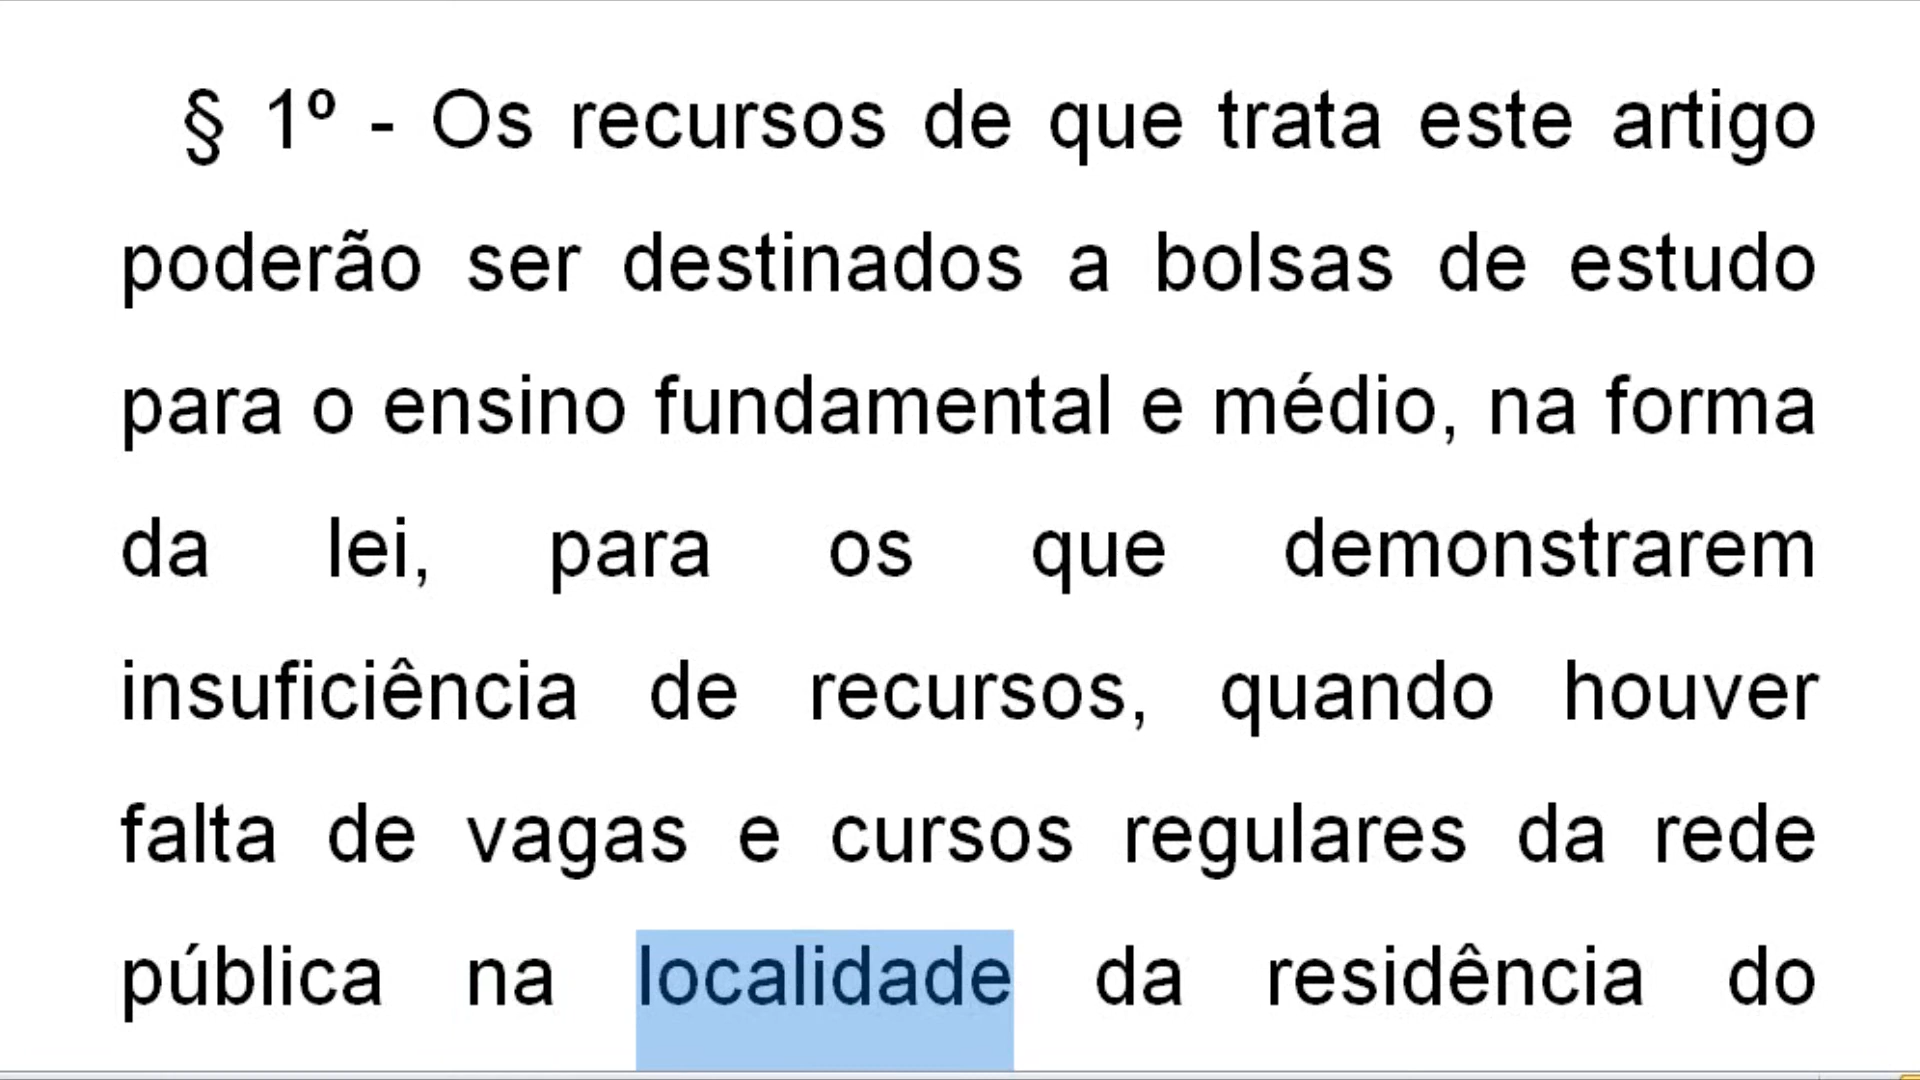 § 1º - Os recursos de que trata este artigo
poderão ser destinados a bolsas de estudo
para o ensino fundamental e médio, na forma
da lei, para os que demonstrarem
insuficiência de recursos, quando houver
falta de vagas e cursos regulares da rede
pública na localidade da residência do